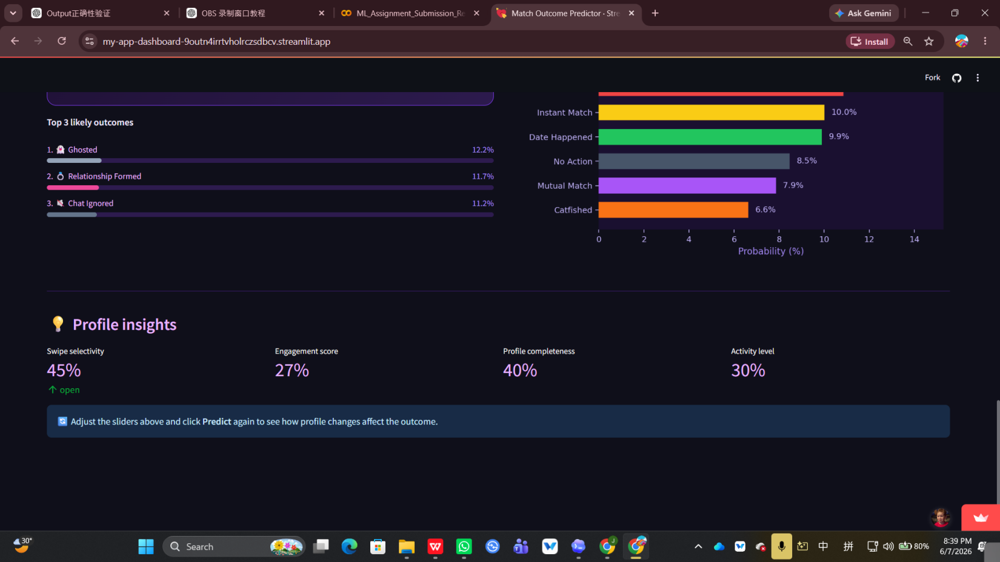 Output正确性验证
OBS 录制窗口教程
ML_Assignment_Submission_Re
Match Outcome Predictor · Stre
Ask Gemini
my-app-dashboard-9outn4irrtvholrczsdbcv.streamlit.app
Install
Fork
Top 3 likely outcomes
1. Ghosted 12.2%
2. Relationship Formed 11.7%
3. Chat Ignored 11.2%
Instant Match 10.0%
Date Happened 9.9%
No Action 8.5%
Mutual Match 7.9%
Catfished 6.6%
0 2 4 6 8 10 12 14
Probability (%)
Profile insights
Swipe selectivity Engagement score Profile completeness Activity level
45% 27% 40% 30%
↑ open
Adjust the sliders above and click Predict again to see how profile changes affect the outcome.
30°
Search
中
拼
80%
8:39 PM
6/7/2026